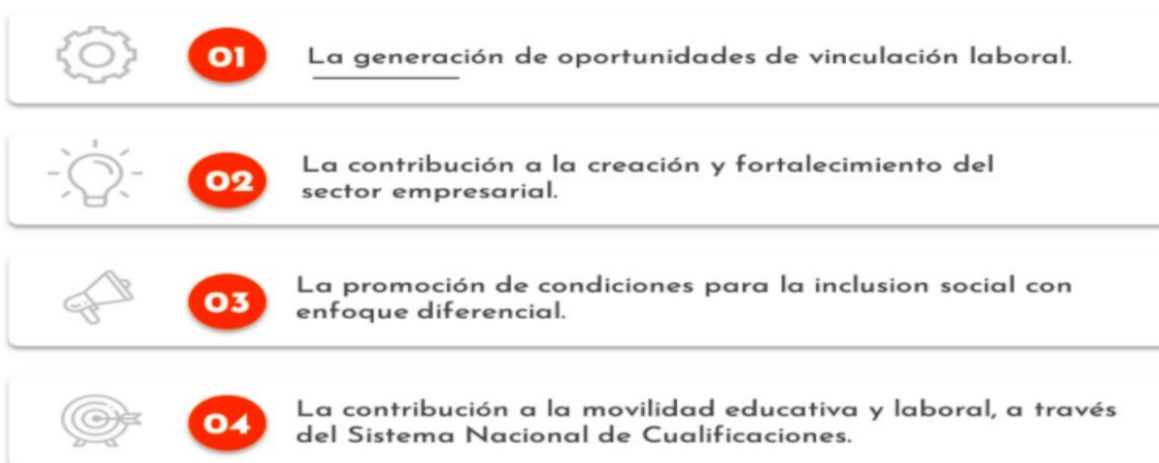 01
La generación de oportunidades de vinculación laboral.
02
La contribución a la creación y fortalecimiento del
sector empresarial.
03
La promoción de condiciones para la inclusion social con
enfoque diferencial.
04
La contribución a la movilidad educativa y laboral, a través
del Sistema Nacional de Cualificaciones.